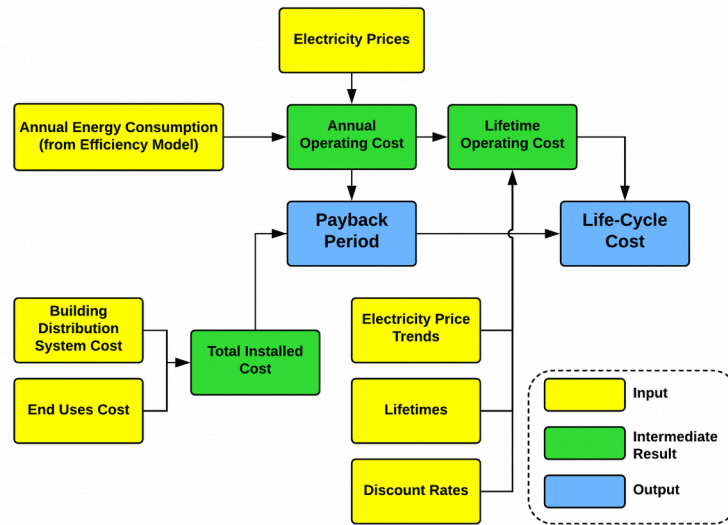 Electricity Prices
Annual Energy Consumption
(from Efficiency Model)
Annual
Operating Cost
Lifetime
Operating Cost
Payback
Period
Life-Cycle
Cost
Building
Distribution
System Cost
Electricity Price
Trends
Total Installed
Cost
End Uses Cost
Lifetimes
Discount Rates
Input
Intermediate
Result
Output